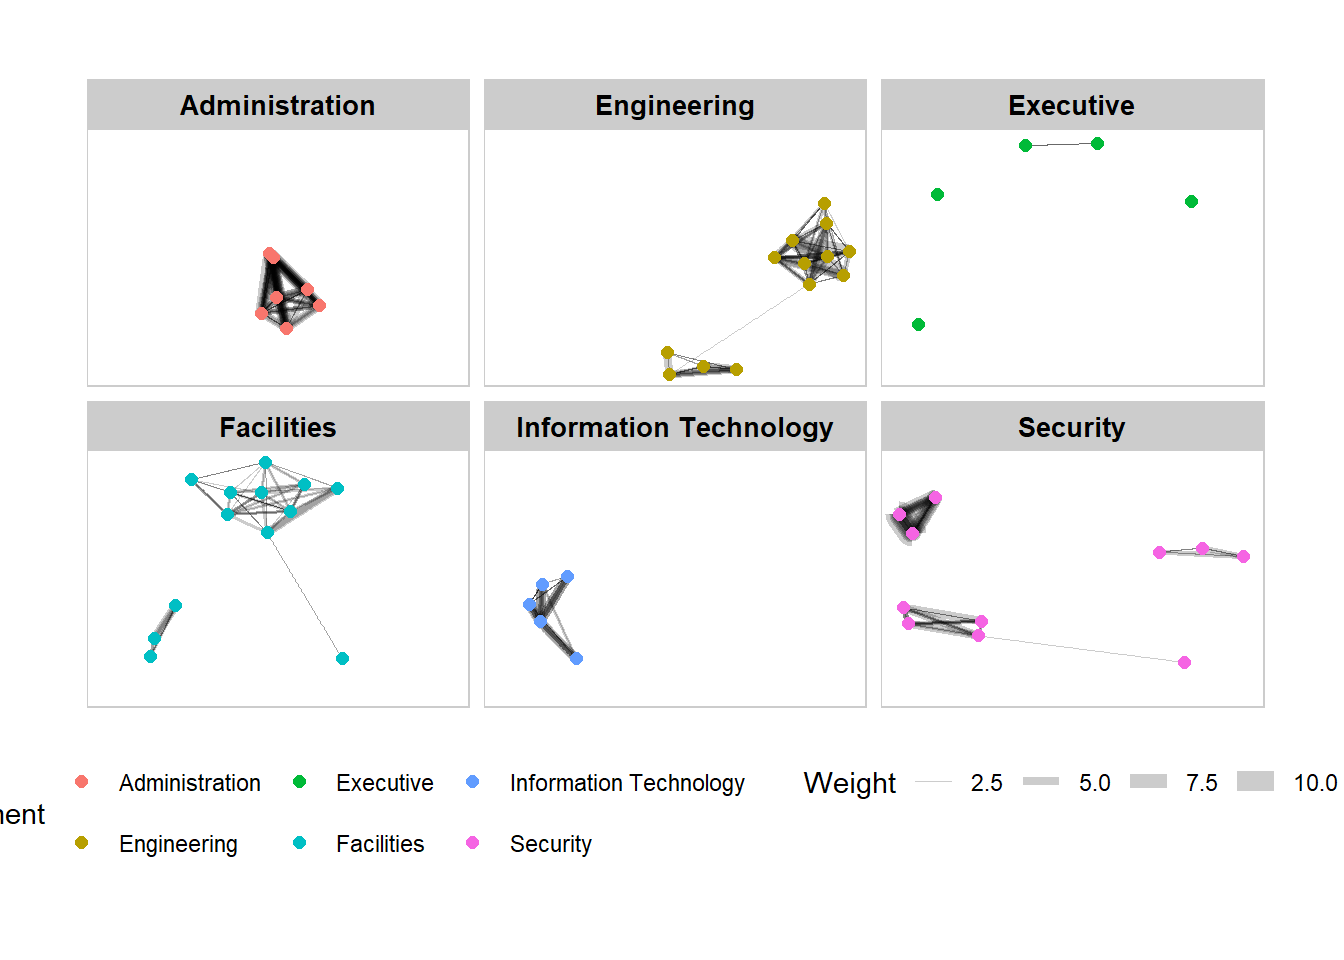 Administration
Engineering
Executive
Facilities
Information Technology
Security
Administration
Executive
Information Technology
Weight
2.5
5.0
7.5
10.0
nent
Engineering
Facilities
Security